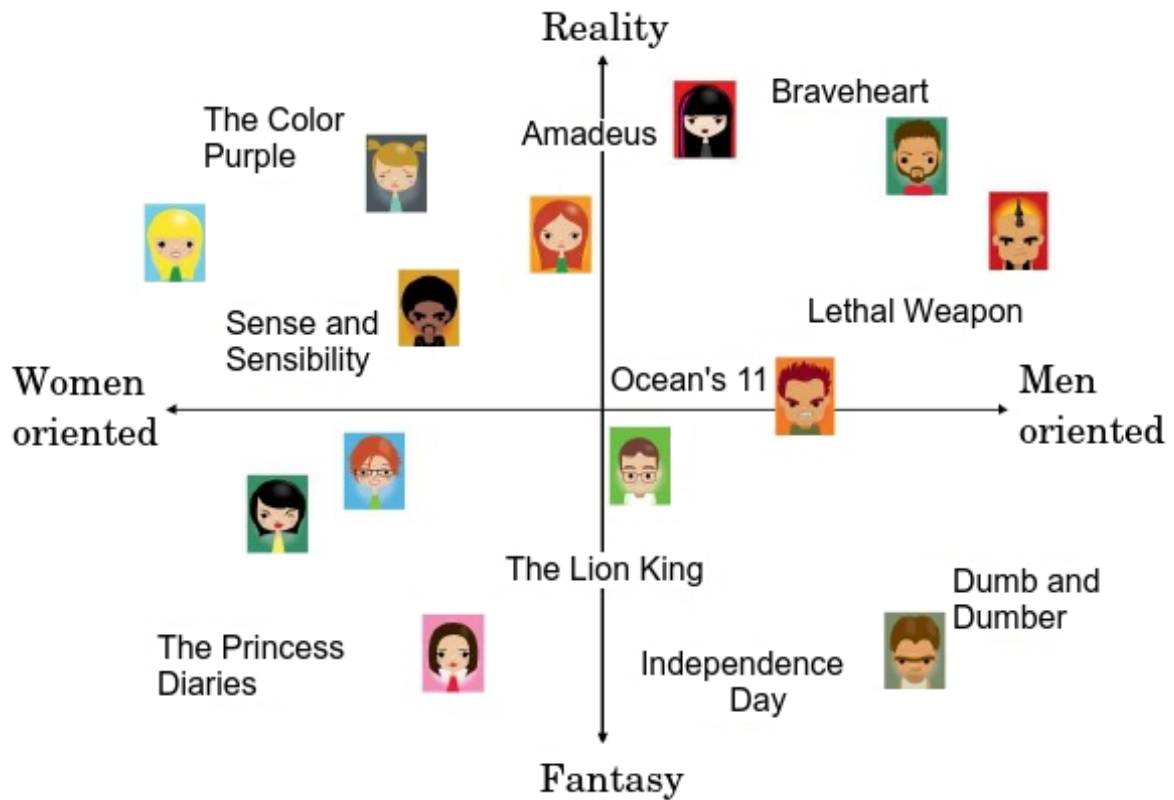 Reality
Braveheart
The Color
Purple
Amadeus
Sense and
Sensibility
Lethal Weapon
Women
oriented
Ocean's 11
Men
oriented
The Lion King
Dumb and
Dumber
The Princess
Diaries
Independence
Day
Fantasy